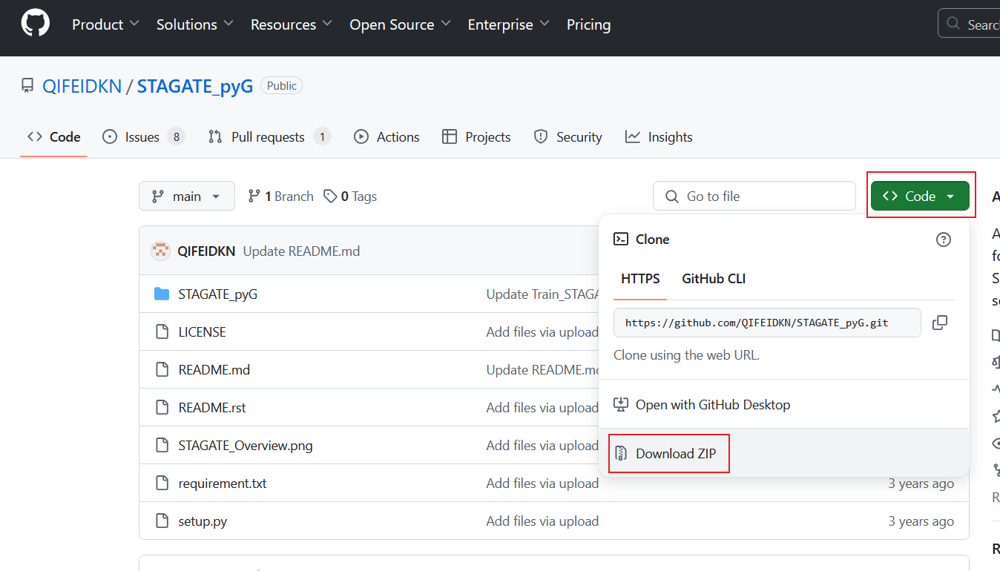 Product Solutions Resources Open Source Enterprise Pricing
QIFEIDKN / STAGATE_pyG Public
Code Issues 8 Pull requests 1 Actions Projects Security Insights
main 1 Branch 0 Tags Go to file Code
QIFEIDKN Update README.md
Clone
HTTPS GitHub CLI
https://github.com/QIFEIDKN/STAGATE_pyG.git
Clone using the web URL.
Open with GitHub Desktop
Download ZIP
STAGATE_pyG Update Train_STAGA
LICENSE Add files via upload
README.md Update README.md
README.rst Add files via upload
STAGATE_Overview.png Add files via upload
requirement.txt Add files via upload 3 years ago
setup.py Add files via upload 3 years ago